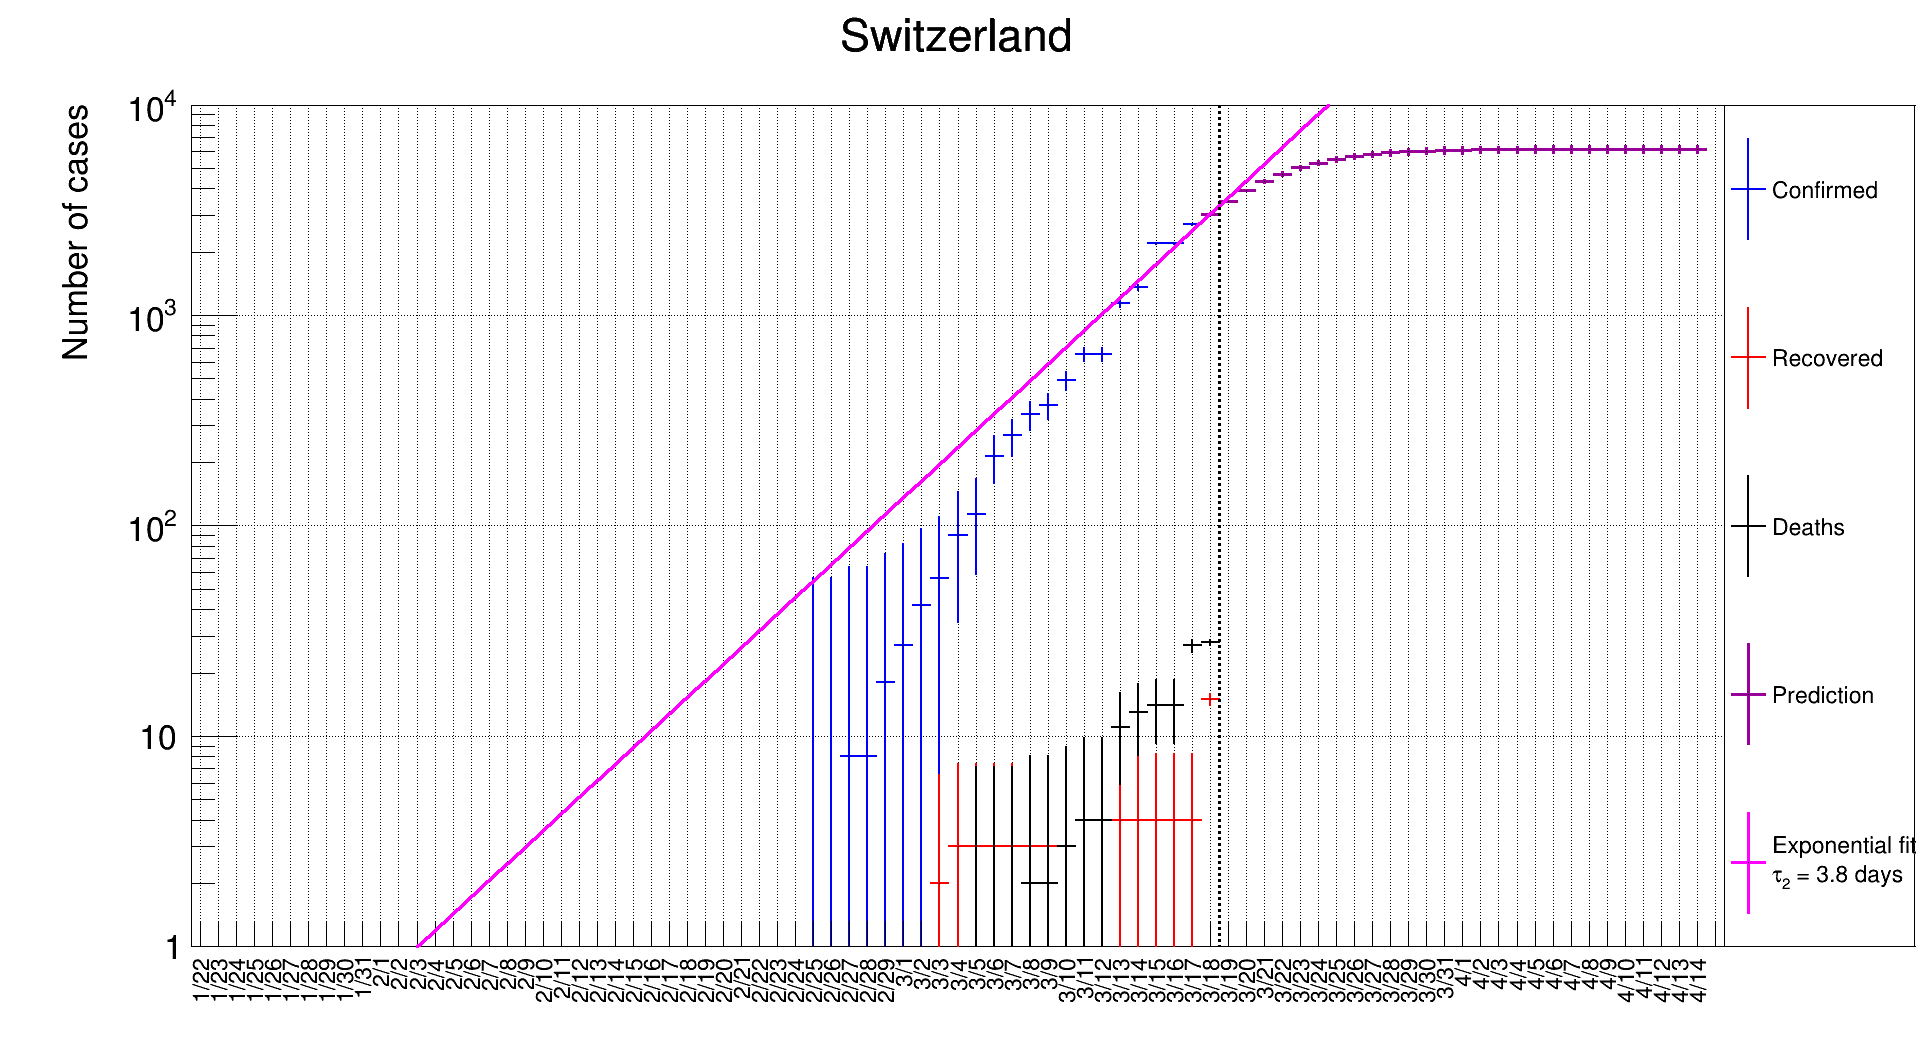 Switzerland
Number of cases
10⁴
10³
10²
10
1
1/22 1/23 1/24 1/25 1/26 1/27 1/28 1/29 1/30 1/31 2/1 2/2 2/3 2/4 2/5 2/6 2/7 2/8 2/9 2/10 2/11 2/12 2/13 2/14 2/15 2/16 2/17 2/18 2/19 2/20 2/21 2/22 2/23 2/24 2/25 2/26 2/27 2/28 2/29 3/1 3/2 3/3 3/4 3/5 3/6 3/7 3/8 3/9 3/10 3/11 3/12 3/13 3/14 3/15 3/16 3/17 3/18 3/19 3/20 3/21 3/22 3/23 3/24 3/25 3/26 3/27 3/28 3/29 3/30 3/31 4/1 4/2 4/3 4/4 4/5 4/6 4/7 4/8 4/9 4/10 4/11 4/12 4/13 4/14
Confirmed
Recovered
Deaths
Prediction
Exponential fit
τ₂ = 3.8 days